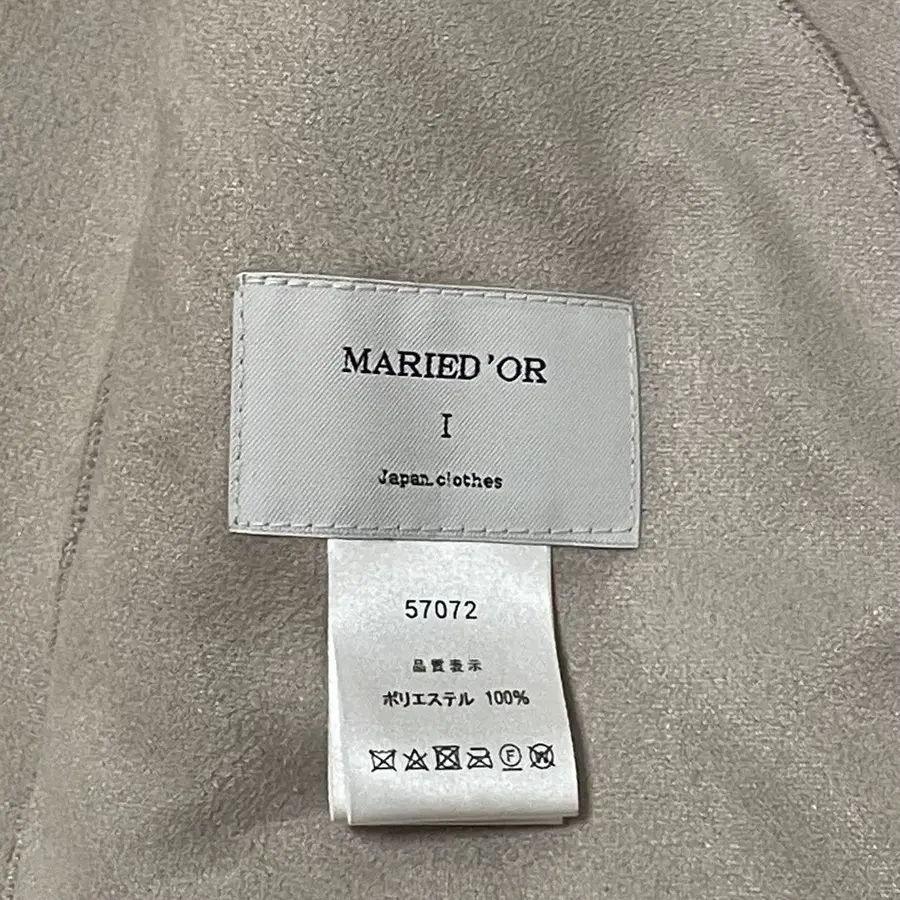 MARIED'OR
I
Japan clothes
57072
品質表示
ポリエステル 100%
F W